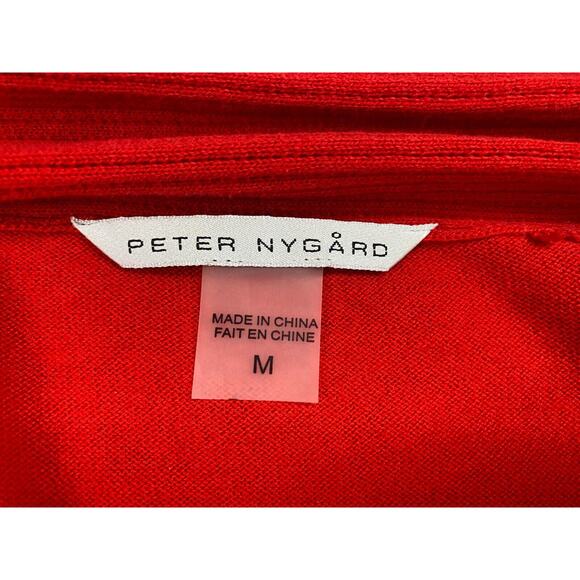 PETER NYGÅRD
MADE IN CHINA
FAIT EN CHINE
M